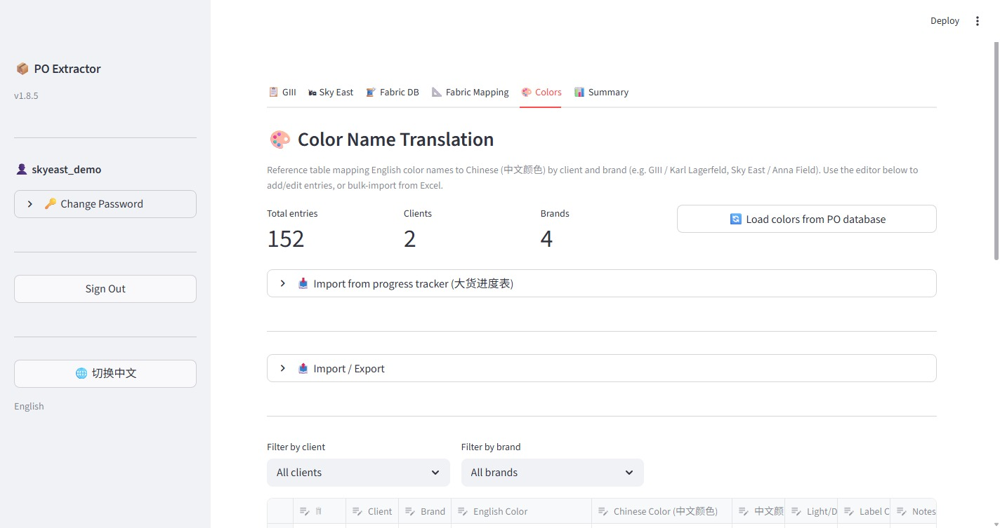 Deploy
PO Extractor
v1.8.5
skyeast_demo
Change Password
Sign Out
切换中文
English
GIII
Sky East
Fabric DB
Fabric Mapping
Colors
Summary
Color Name Translation
Reference table mapping English color names to Chinese (中文颜色) by client and brand (e.g. GIII / Karl Lagerfeld, Sky East / Anna Field). Use the editor below to
add/edit entries, or bulk-import from Excel.
Total entries
152
Clients
2
Brands
4
Load colors from PO database
Import from progress tracker (大货进度表)
Import / Export
Filter by client
All clients
Filter by brand
All brands
Client Brand English Color Chinese Color (中文颜色) 中文颜 Light/D Label C Notes